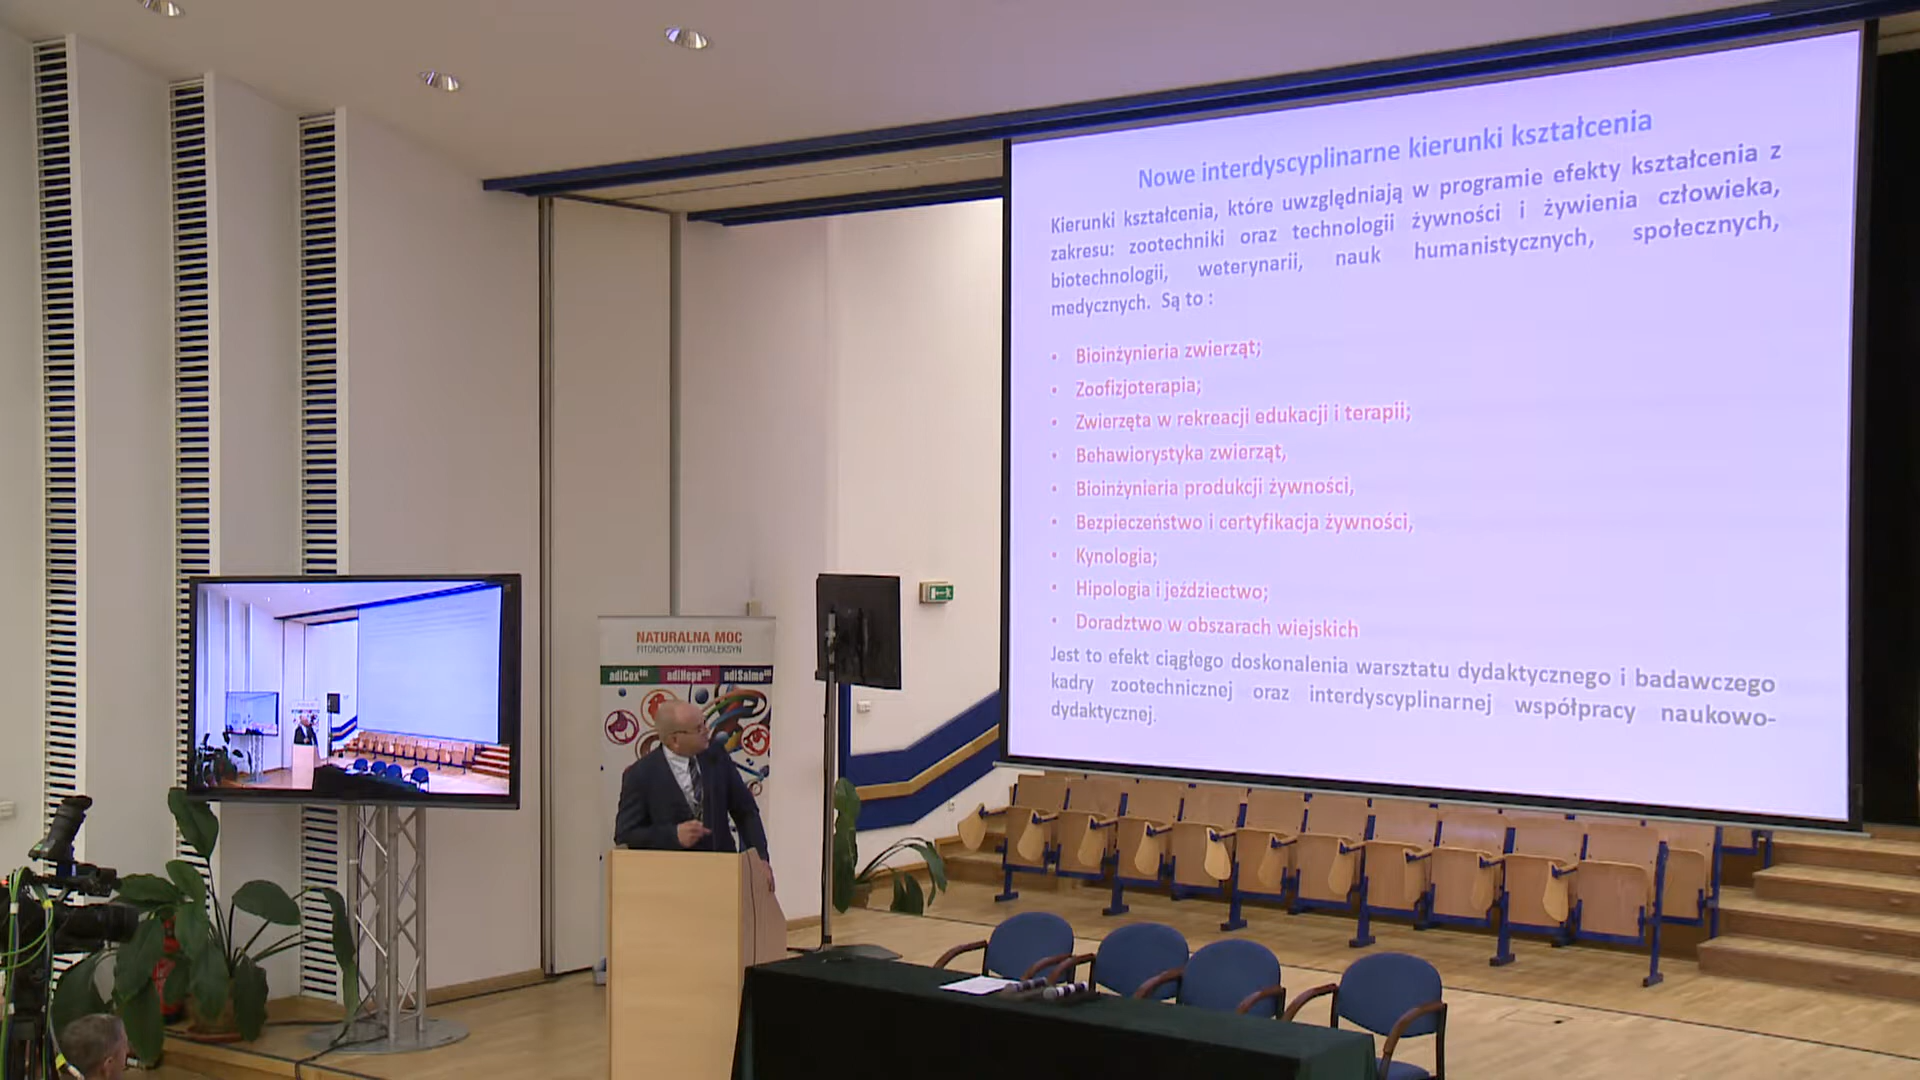 Nowe interdyscyplinarne kierunki kształcenia
Kierunki kształcenia, które uwzględniają w programie efekty kształcenia z
zakresu: zootechniki oraz technologii żywności i żywienia człowieka,
biotechnologii, weterynarii, nauk humanistycznych, społecznych,
medycznych. Są to :
• Bioinżynieria zwierząt;
• Zoofizjoterapia;
• Zwierzęta w rekreacji edukacji i terapii;
• Behawiorystyka zwierząt,
• Bioinżynieria produkcji żywności,
• Bezpieczeństwo i certyfikacja żywności,
• Kynologia;
• Hipologia i jeździectwo;
• Doradztwo w obszarach wiejskich
Jest to efekt ciągłego doskonalenia warsztatu dydaktycznego i badawczego
kadry zootechnicznej oraz interdyscyplinarnej współpracy naukowo-
dydaktycznej.
NATURALNA MOC
FITONCYDÓW I FITOALEKSYN
adiCox adiHepa adiSalmo